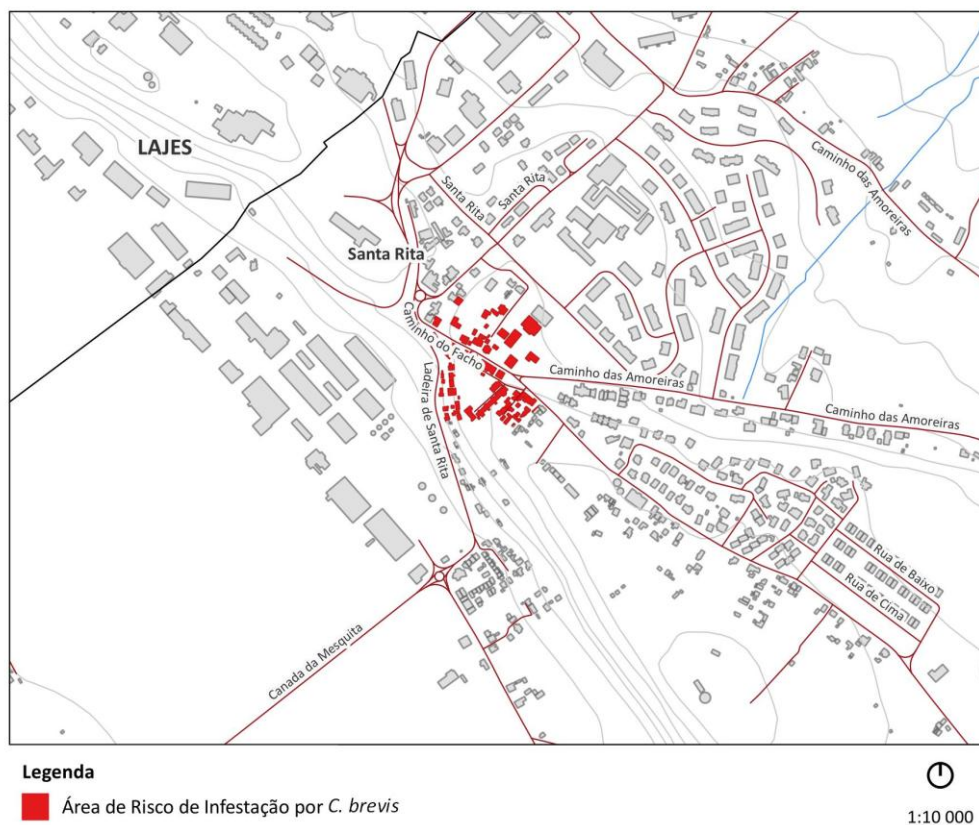 LAJES
Santa Rita
Santa Rita
Caminho das Amoreiras
Santa Rita
Caminho do Facho
Caminho das Amoreiras
Ladeira de Santa Rita
Caminho das Amoreiras
Rua de Baixo
Rua de Cima
Canada da Mesquita
Legenda
Área de Risco de Infestação por C. brevis
1:10 000